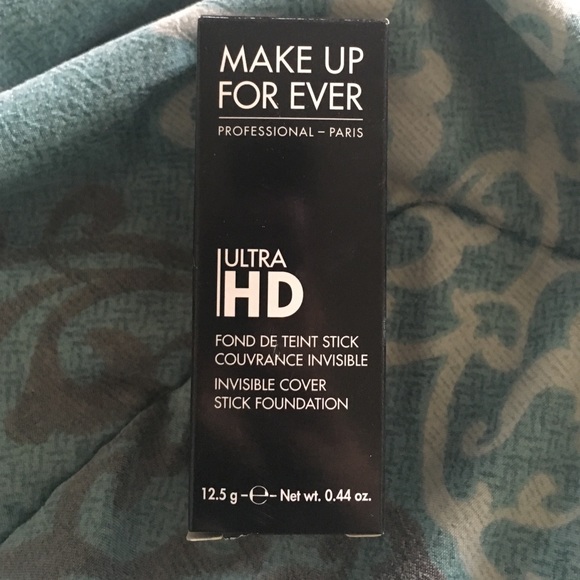 MAKE UP
FOR EVER
PROFESSIONAL – PARIS
ULTRA
HD
FOND DE TEINT STICK
COUVRANCE INVISIBLE
INVISIBLE COVER
STICK FOUNDATION
12.5 g –℮– Net wt. 0.44 oz.